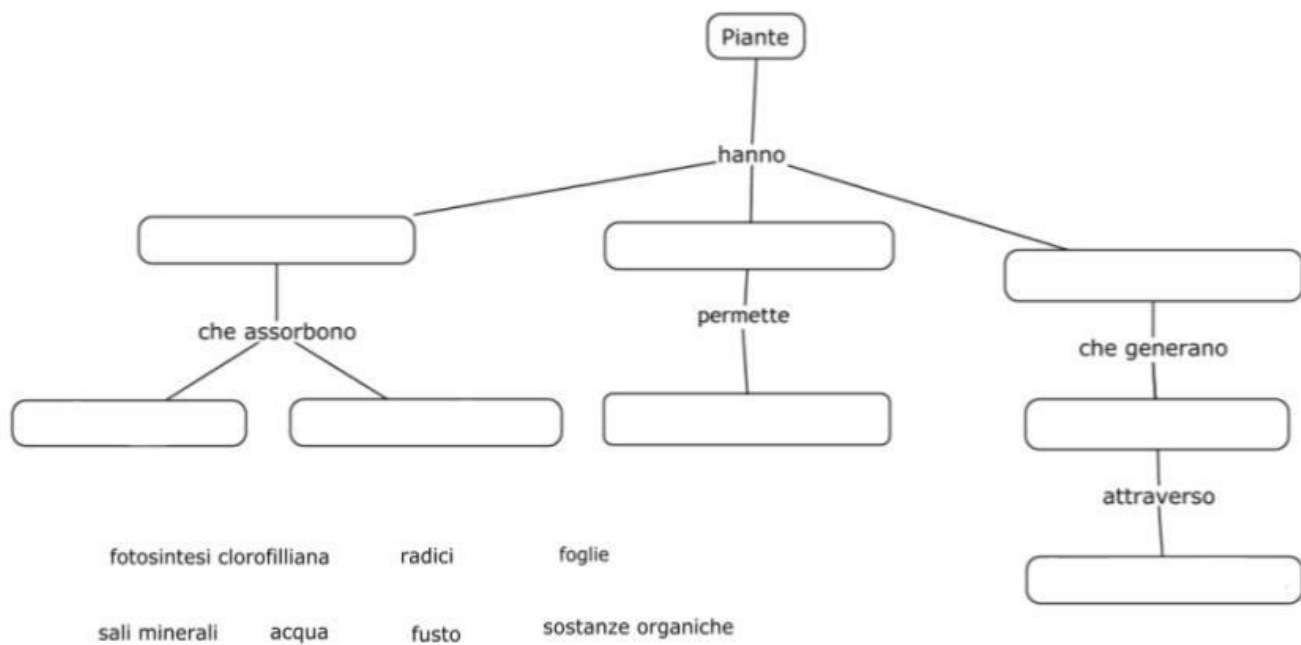 Piante
hanno
che assorbono
permette
che generano
attraverso
fotosintesi clorofilliana radici foglie
sali minerali acqua fusto sostanze organiche